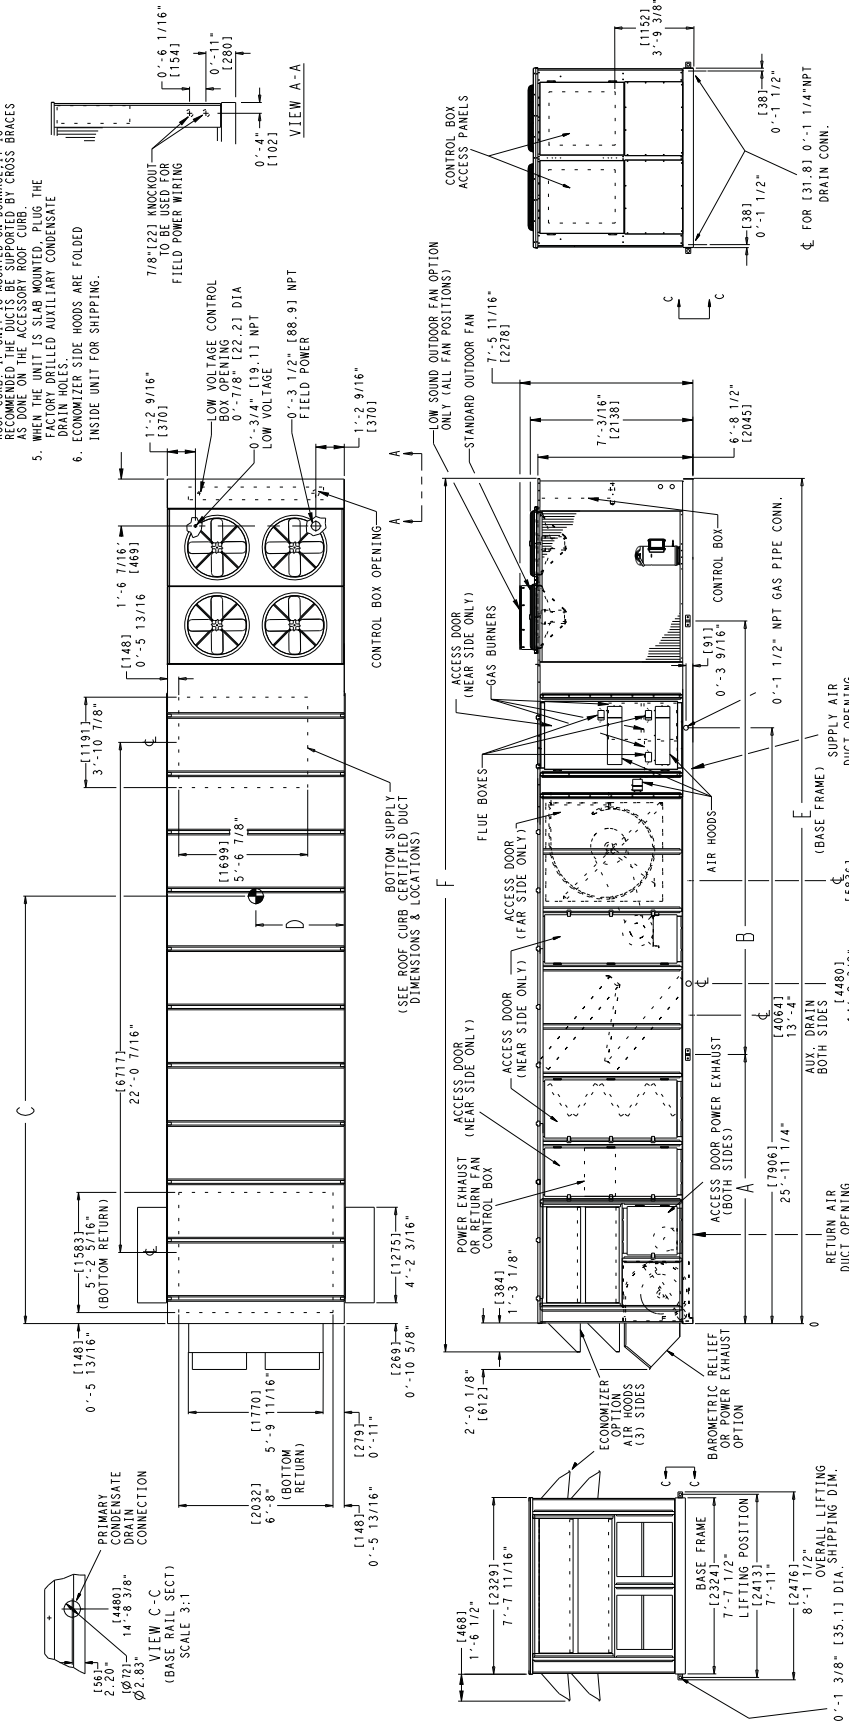 RECOMMENDED THE DUCTS BE SUPPORTED BY CROSS BRACES
AS DONE ON THE ACCESSORY ROOF CURB.
5. WHEN THE UNIT IS SLAB MOUNTED, PLUG THE
FACTORY DRILLED AUXILIARY CONDENSATE
DRAIN HOLES.
6. ECONOMIZER SIDE HOODS ARE FOLDED
INSIDE UNIT FOR SHIPPING.
0'-6 1/16"
[154]
0'-11"
[280]
7/8"[22] KNOCKOUT
TO BE USED FOR
FIELD POWER WIRING
0'-4"
[102]
VIEW A-A
PRIMARY
CONDENSATE
DRAIN
CONNECTION
[4480]
14'-8 3/8"
[56]
2.20"
[Ø72]
Ø2.83"
VIEW C-C
(BASE RAIL SECT)
SCALE 3:1
C
[148]
0'-5 13/16"
[1583]
5'-2 5/16"
(BOTTOM RETURN)
[6717]
22'-0 7/16"
[1191]
3'-10 7/8"
[148]
0'-5 13/16
1'-6 7/16'
[469]
1'-2 9/16"
[370]
LOW VOLTAGE CONTROL
BOX OPENING
0'-7/8" [22.2] DIA
0'-3/4" [19.1] NPT
LOW VOLTAGE
0'-3 1/2" [88.9] NPT
FIELD POWER
1'-2 9/16"
[370]
A
A
CONTROL BOX OPENING
[1699]
5'-6 7/8"
D
BOTTOM SUPPLY
(SEE ROOF CURB CERTIFIED DUCT
DIMENSIONS & LOCATIONS)
[1275]
4'-2 3/16"
[269]
0'-10 5/8"
[1770]
5'-9 11/16"
[2032]
6'-8"
(BOTTOM
RETURN)
[279]
0'-11"
[148]
0'-5 13/16"
F
[384]
1'-3 1/8"
2'-0 1/8"
[612]
POWER EXHAUST
OR RETURN FAN
CONTROL BOX
ACCESS DOOR
(NEAR SIDE ONLY)
ACCESS DOOR
(NEAR SIDE ONLY)
ACCESS DOOR
(FAR SIDE ONLY)
FLUE BOXES
GAS BURNERS
ACCESS DOOR
(NEAR SIDE ONLY)
LOW SOUND OUTDOOR FAN OPTION
ONLY (ALL FAN POSITIONS)
STANDARD OUTDOOR FAN
7'-5 11/16"
[2278]
7'-3/16"
[2138]
6'-8 1/2"
[2045]
CONTROL BOX
[91]
0'-3 9/16"
0'-1 1/2" NPT GAS PIPE CONN.
AIR HOODS
SUPPLY AIR
DUCT OPENING
(BASE FRAME)
E
B
A
[4064]
13'-4"
AUX. DRAIN
BOTH SIDES
[4480]
ACCESS DOOR POWER EXHAUST
(BOTH SIDES)
[7906]
25'-11 1/4"
RETURN AIR
DUCT OPENING
0
ECONOMIZER
OPTION
AIR HOODS
(3) SIDES
BAROMETRIC RELIEF
OR POWER EXHAUST
OPTION
C
C
CONTROL BOX
ACCESS PANELS
[1152]
3'-9 3/8"
[38]
0'-1 1/2"
[38]
0'-1 1/2"
℄ FOR [31.8] 0'-1 1/4"NPT
DRAIN CONN.
C
C
[468]
1'-6 1/2"
[2329]
7'-7 11/16"
BASE FRAME
[2324]
7'-7 1/2"
LIFTING POSITION
[2413]
7'-11"
[2476]
8'-1 1/2"
OVERALL LIFTING
SHIPPING DIM.
0'-1 3/8" [35.1] DIA.